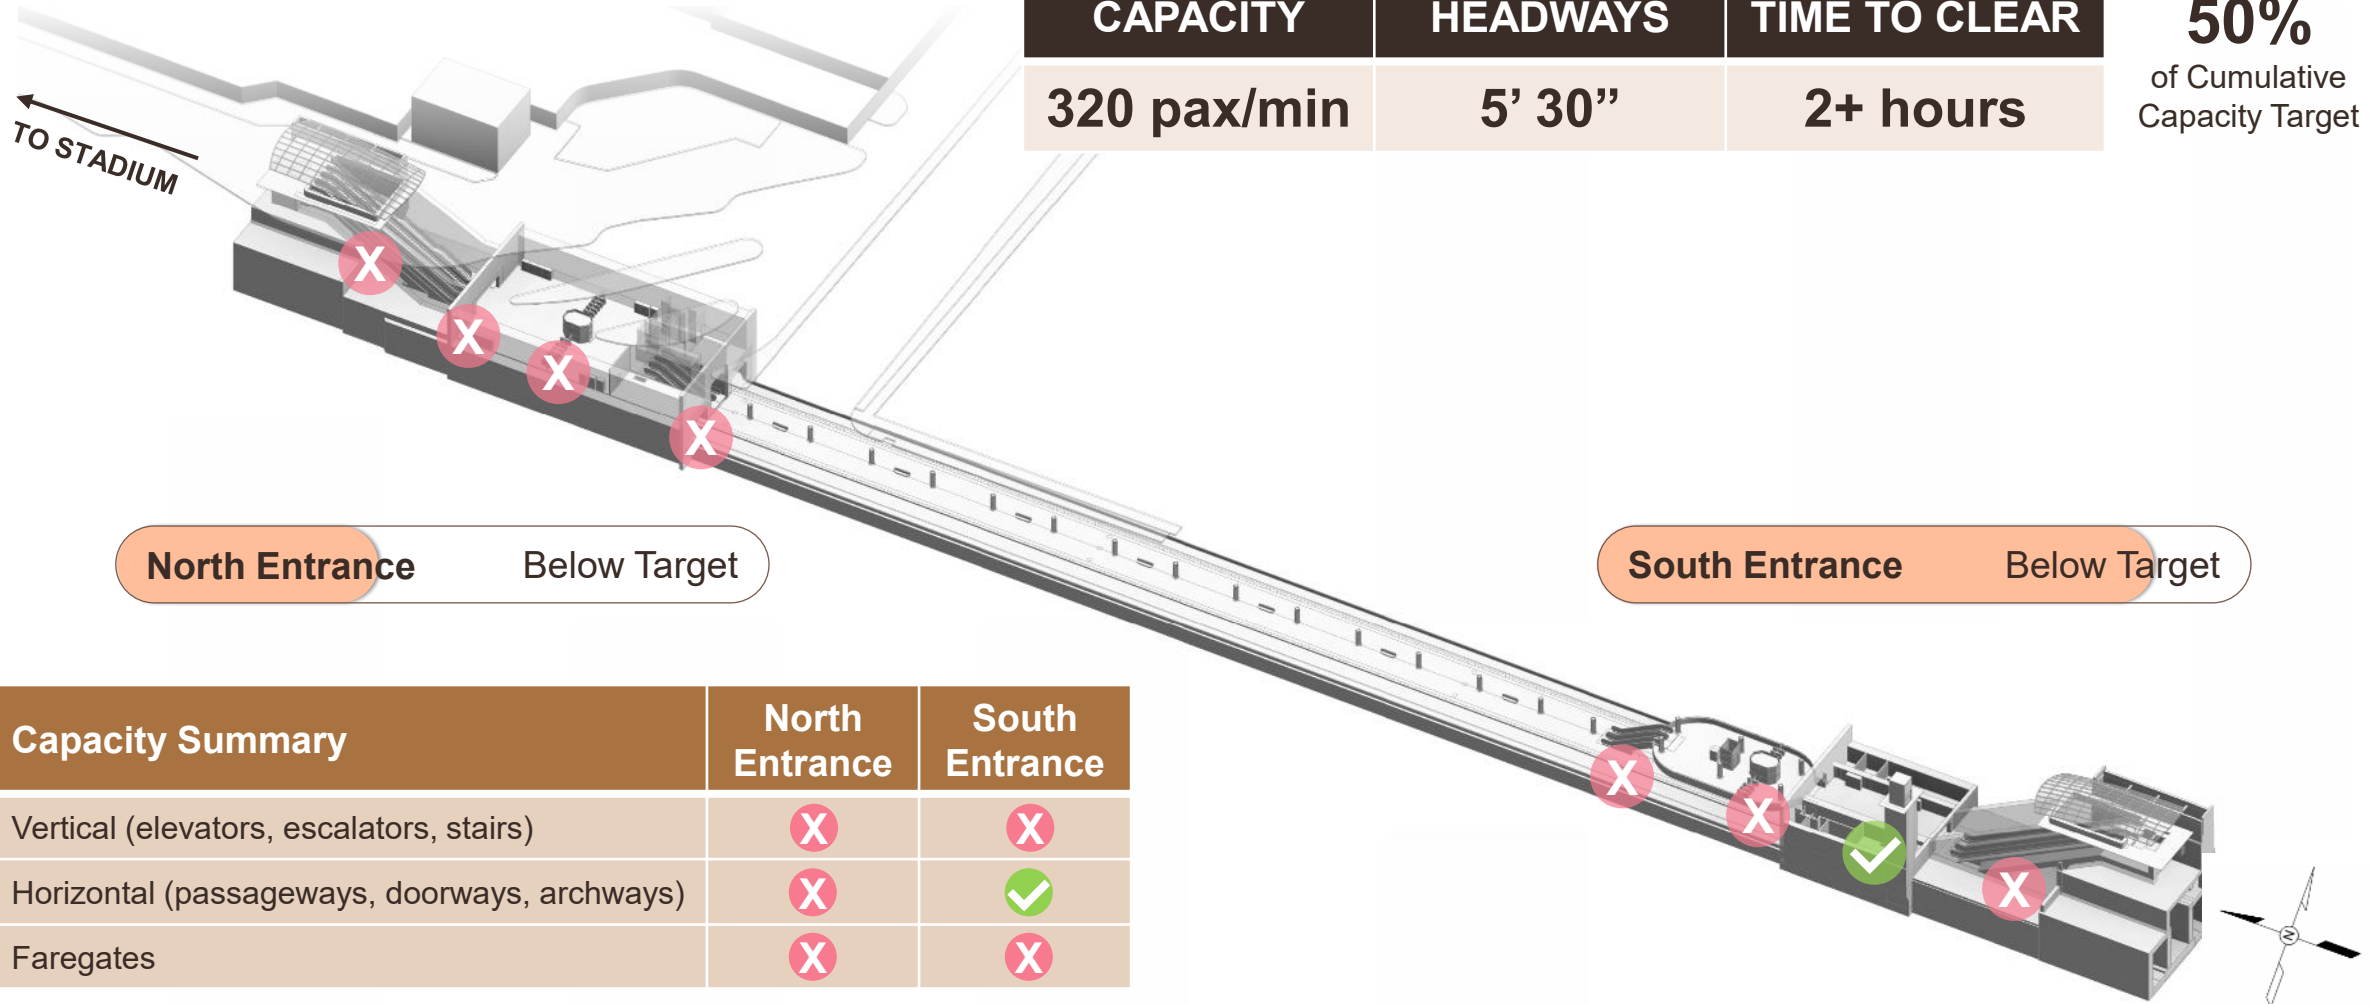 CAPACITY HEADWAYS TIME TO CLEAR
320 pax/min 5’ 30” 2+ hours
50%
of Cumulative
Capacity Target
TO STADIUM
X
X
X
X
North Entrance Below Target
South Entrance Below Target
X
X
X
Capacity Summary North Entrance South Entrance
Vertical (elevators, escalators, stairs) X X
Horizontal (passageways, doorways, archways) X
Faregates X X
N